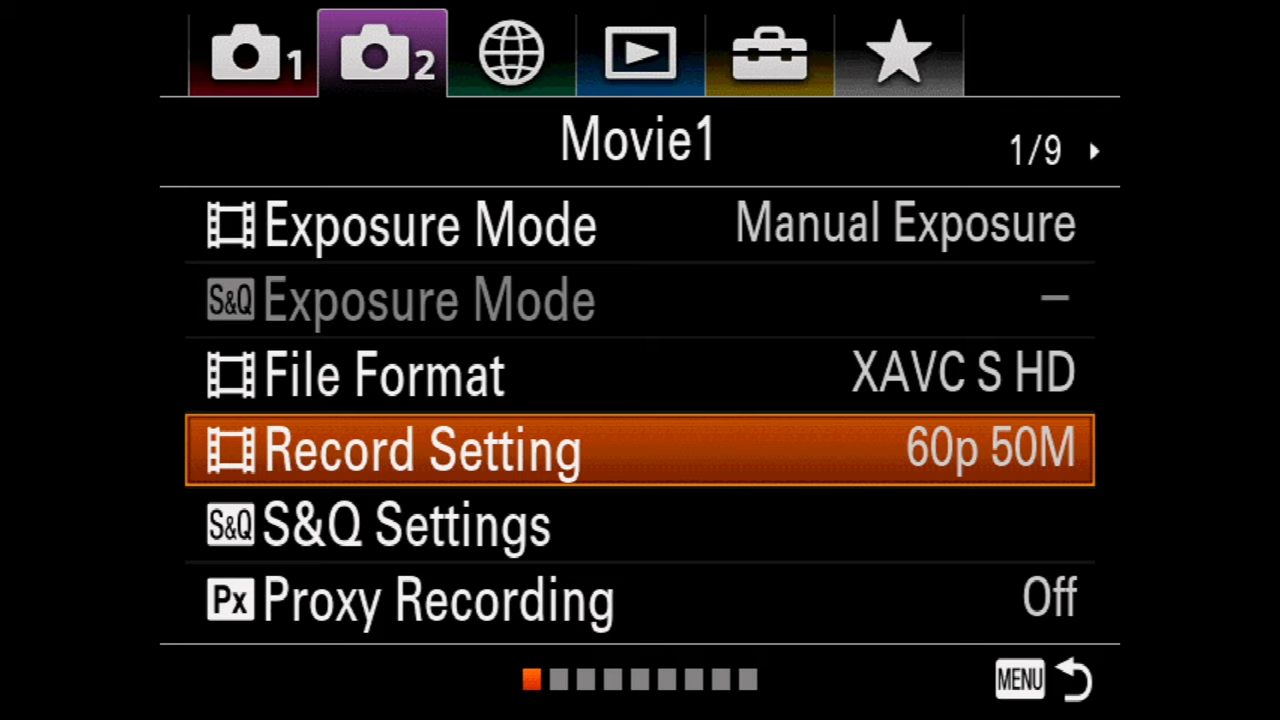 1 2
Movie1 1/9
Exposure Mode Manual Exposure
S&Q Exposure Mode –
File Format XAVC S HD
Record Setting 60p 50M
S&Q S&Q Settings
Px Proxy Recording Off
MENU